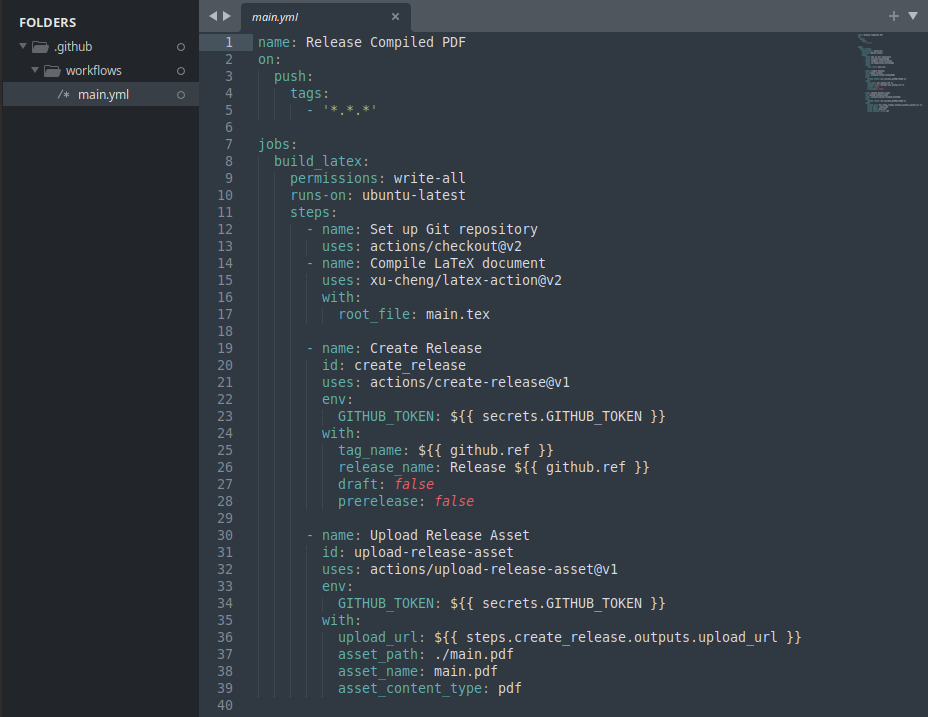 FOLDERS
.github
workflows
/* main.yml
main.yml ×
1 name: Release Compiled PDF
2 on:
3   push:
4     tags:
5       - '*.*.*'
6
7 jobs:
8   build_latex:
9     permissions: write-all
10     runs-on: ubuntu-latest
11     steps:
12       - name: Set up Git repository
13         uses: actions/checkout@v2
14       - name: Compile LaTeX document
15         uses: xu-cheng/latex-action@v2
16         with:
17           root_file: main.tex
18
19       - name: Create Release
20         id: create_release
21         uses: actions/create-release@v1
22         env:
23           GITHUB_TOKEN: ${{ secrets.GITHUB_TOKEN }}
24         with:
25           tag_name: ${{ github.ref }}
26           release_name: Release ${{ github.ref }}
27           draft: false
28           prerelease: false
29
30       - name: Upload Release Asset
31         id: upload-release-asset
32         uses: actions/upload-release-asset@v1
33         env:
34           GITHUB_TOKEN: ${{ secrets.GITHUB_TOKEN }}
35         with:
36           upload_url: ${{ steps.create_release.outputs.upload_url }}
37           asset_path: ./main.pdf
38           asset_name: main.pdf
39           asset_content_type: pdf
40